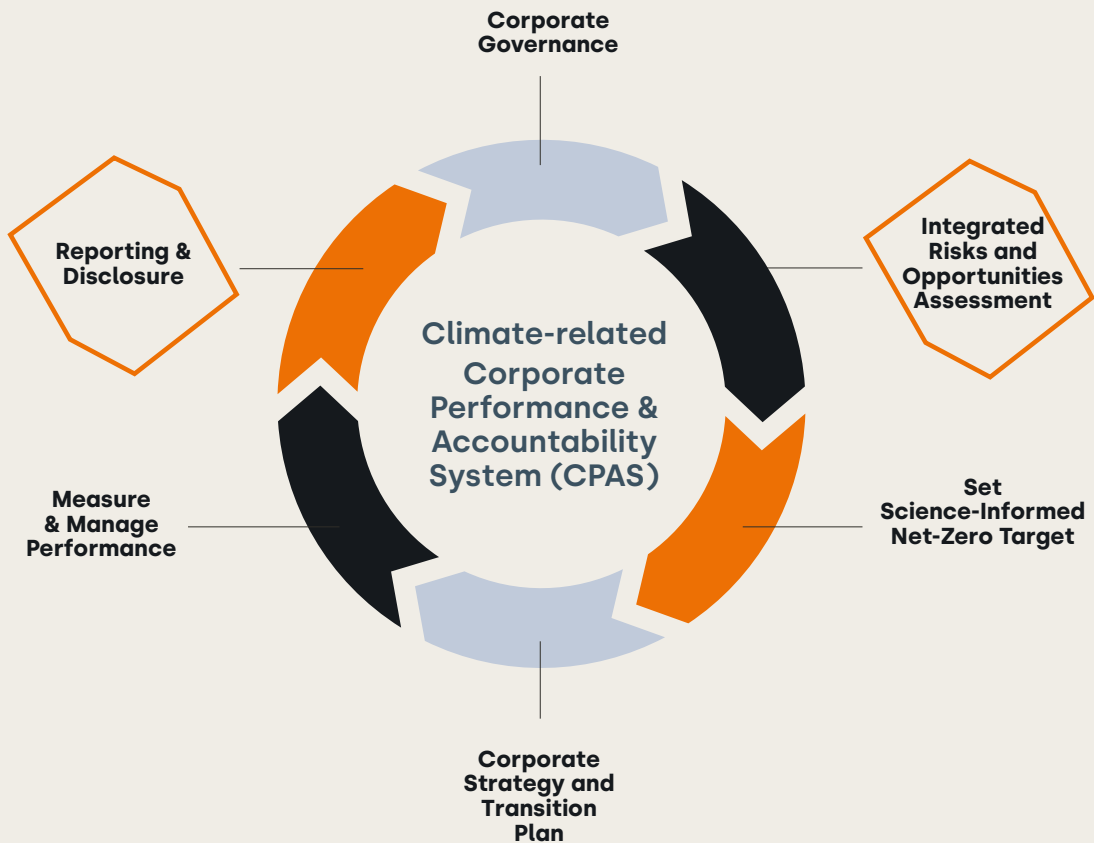 Corporate
Governance
Reporting &
Disclosure
Integrated
Risks and
Opportunities
Assessment
Climate-related
Corporate
Performance &
Accountability
System (CPAS)
Measure
& Manage
Performance
Set
Science-Informed
Net-Zero Target
Corporate
Strategy and
Transition
Plan